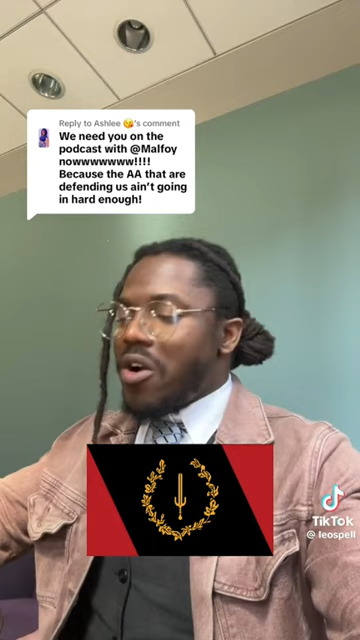 Reply to Ashlee 😘's comment
We need you on the
podcast with @Malfoy
nowwwwwww!!!!
Because the AA that are
defending us ain't going
in hard enough!
TikTok
@ leospell